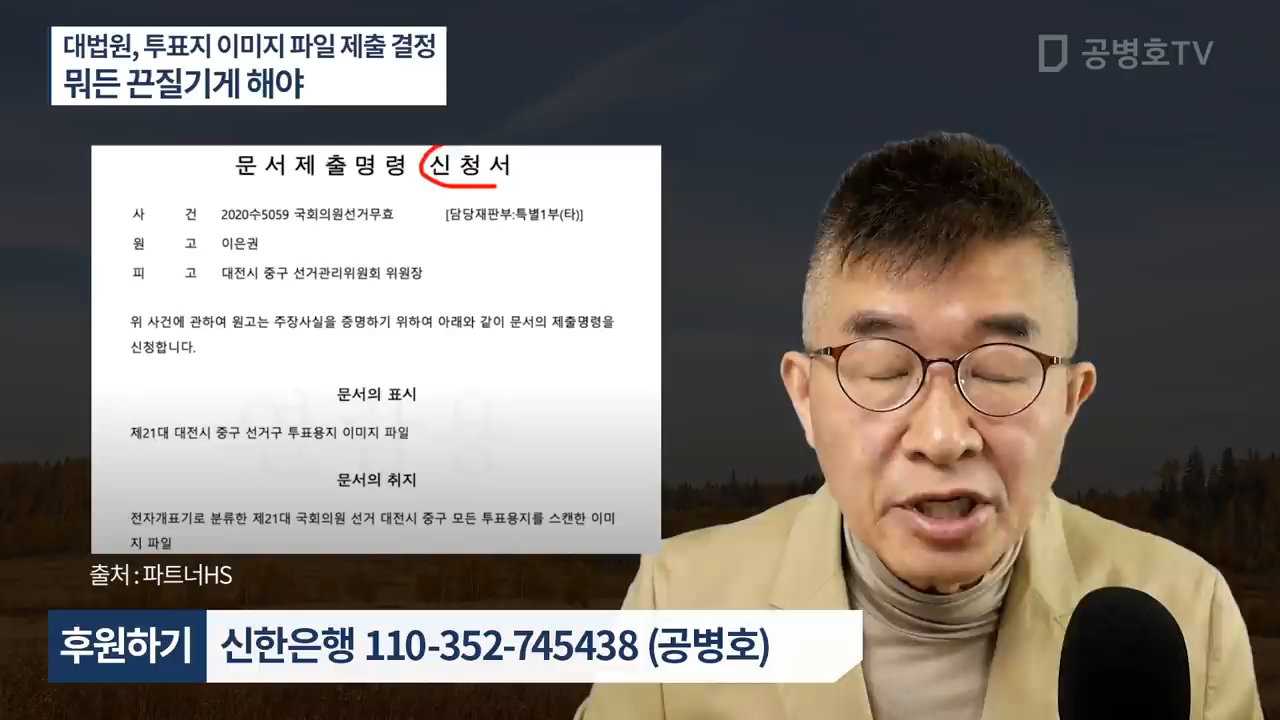 대법원, 투표지 이미지 파일 제출 결정
뭐든 끈질기게 해야
공병호TV
문서제출명령 신청서
사 건 2020수5059 국회의원선거무효 [담당재판부:특별1부(타)]
원 고 이은권
피 고 대전시 중구 선거관리위원회 위원장
위 사건에 관하여 원고는 주장사실을 증명하기 위하여 아래와 같이 문서의 제출명령을
신청합니다.
문서의 표시
제21대 대전시 중구 선거구 투표용지 이미지 파일
문서의 취지
전자개표기로 분류한 제21대 국회의원 선거 대전시 중구 모든 투표용지를 스캔한 이미
지 파일
출처 : 파트너HS
후원하기 신한은행 110-352-745438 (공병호)